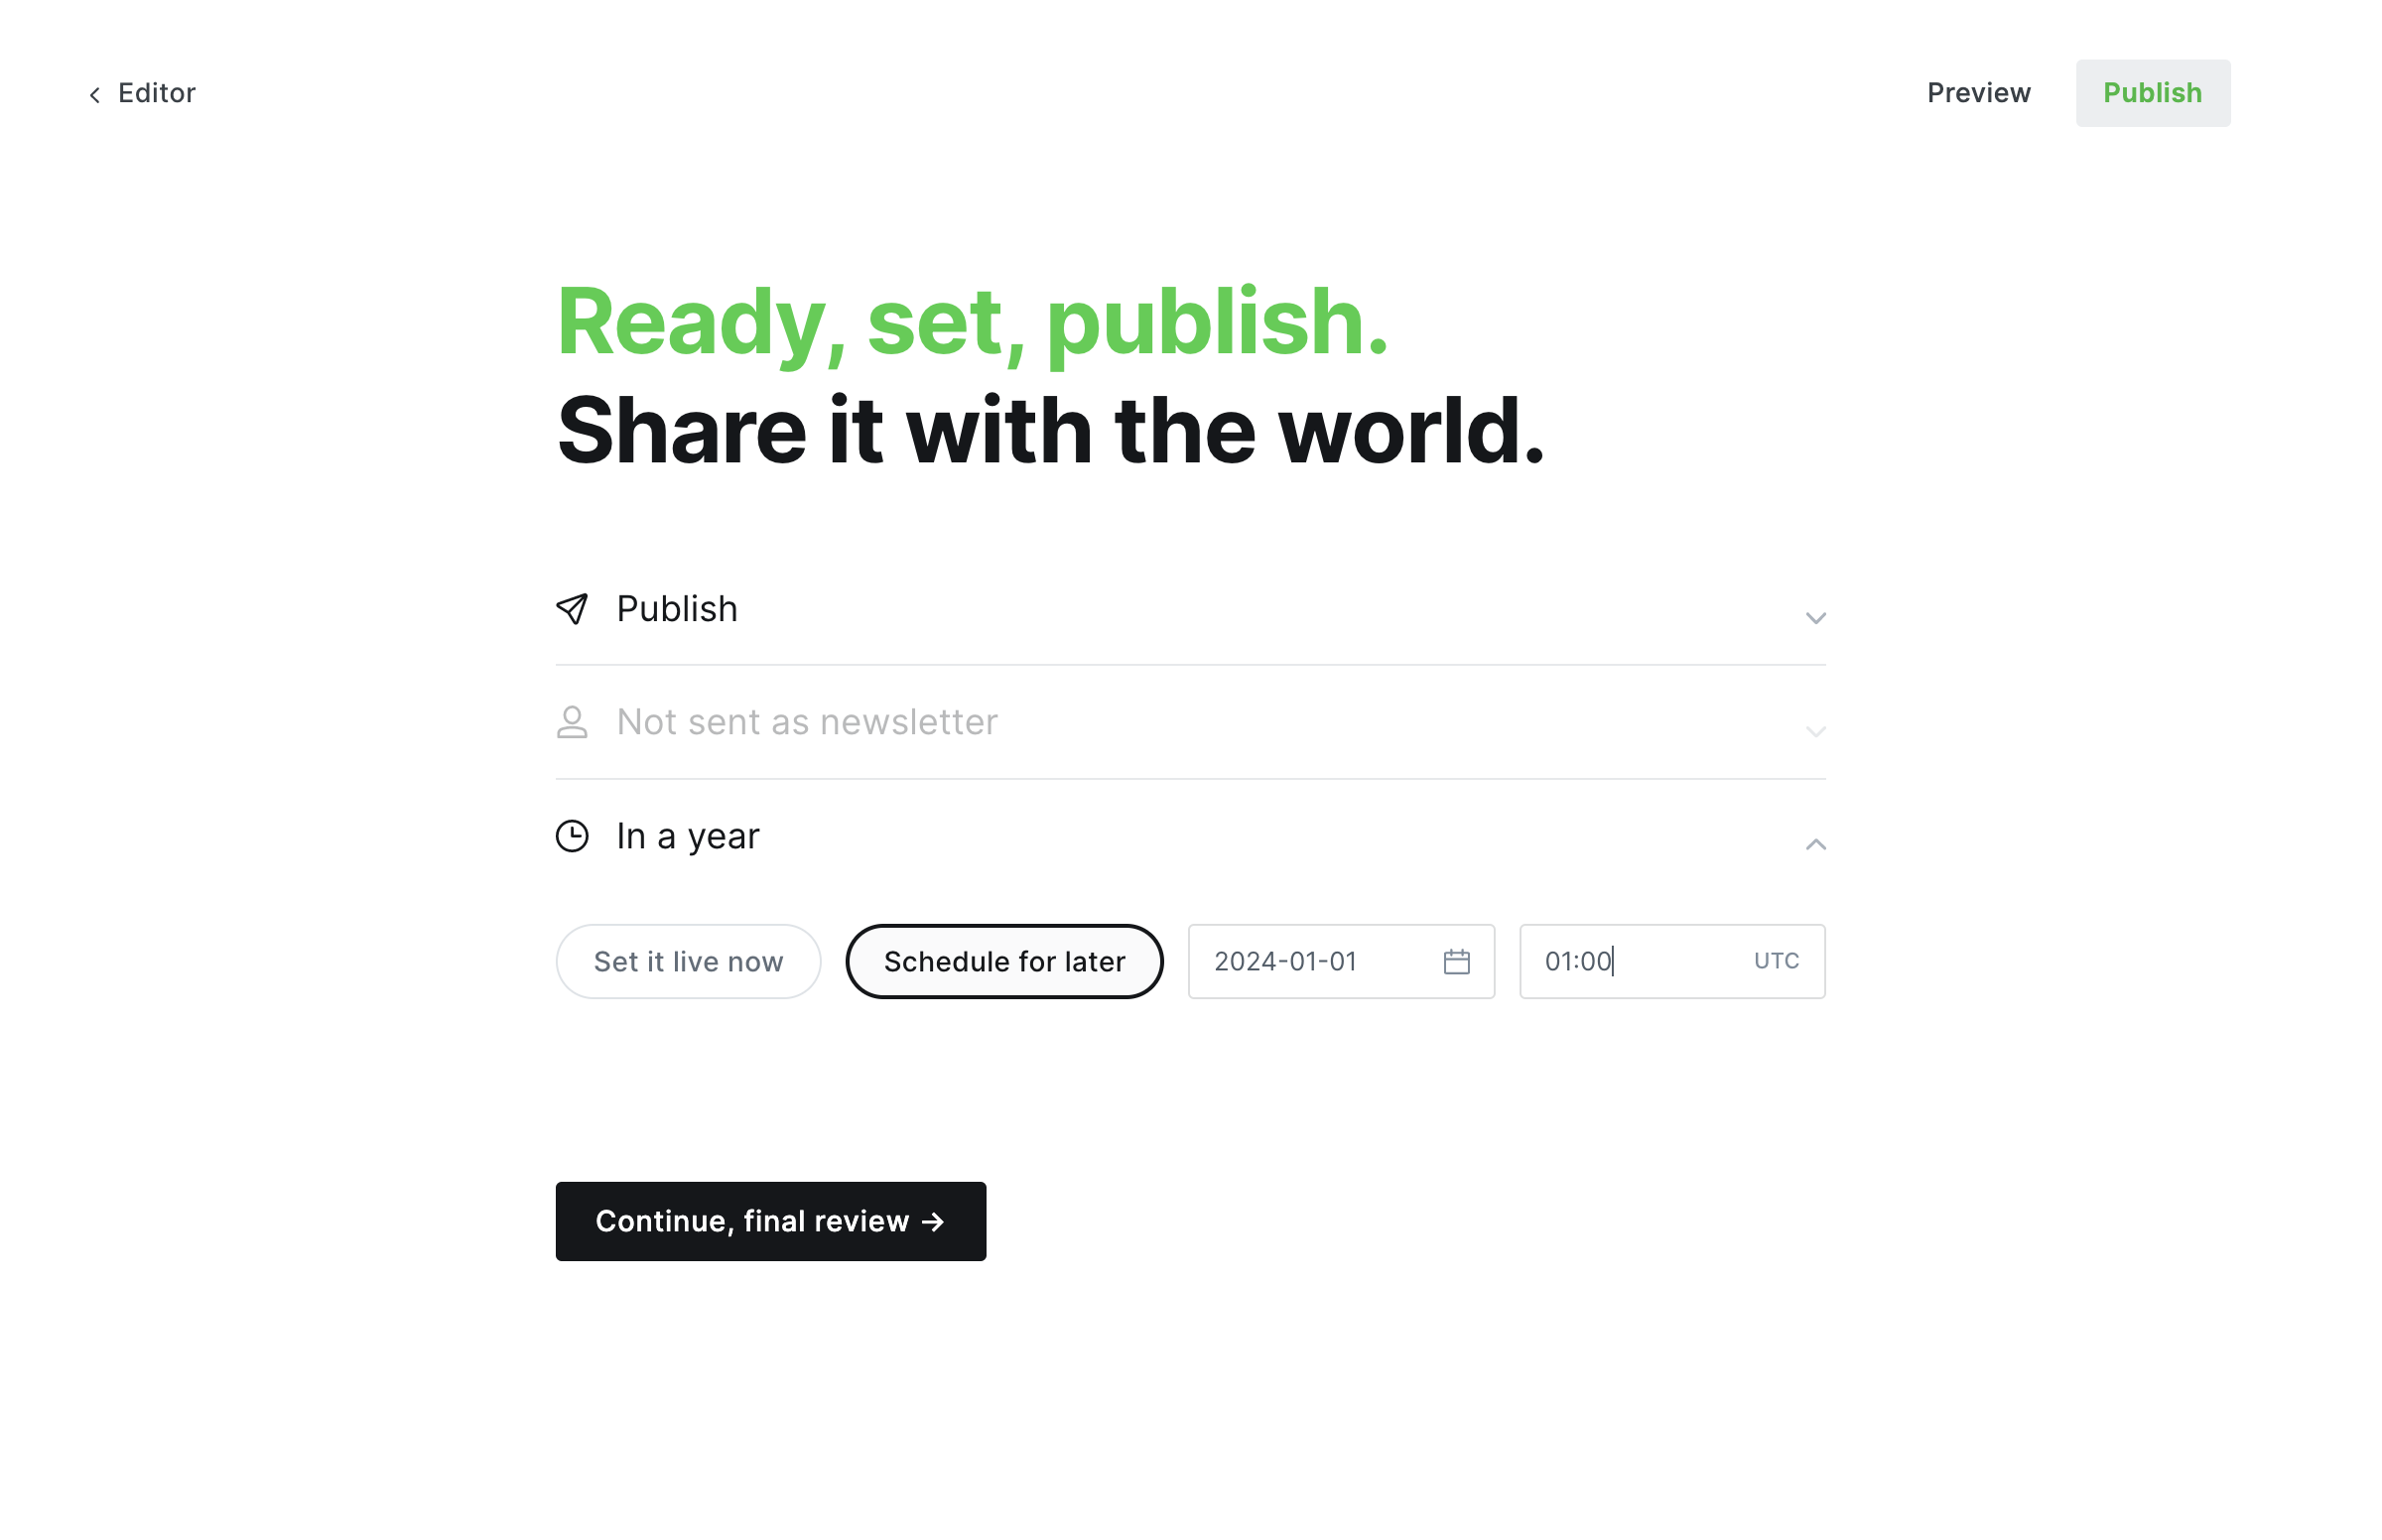 Editor
Preview
Publish
Ready, set, publish.
Share it with the world.
Publish
Not sent as newsletter
In a year
Set it live now
Schedule for later
2024-01-01
01:00
UTC
Continue, final review →